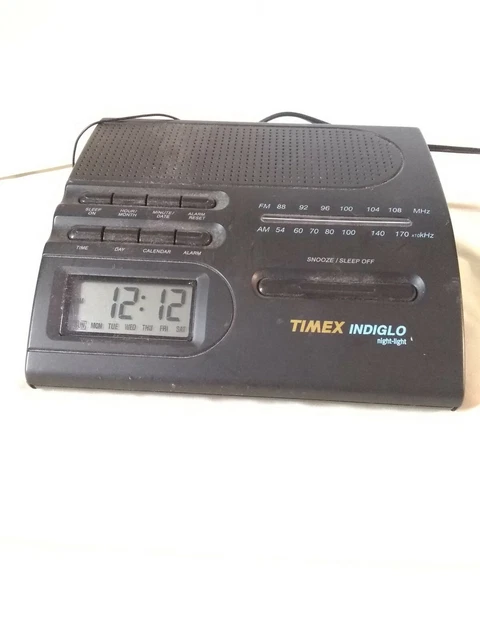 SLEEP ON
HOUR/ MONTH
MINUTE/ DATE
ALARM RESET
TIME DAY CALENDAR ALARM
12:12
SUN MON TUE WED THU FRI SAT
FM 88 92 96 100 104 108 MHz
AM 54 60 70 80 100 140 170 x10kHz
SNOOZE / SLEEP OFF
TIMEX INDIGLO
night-light